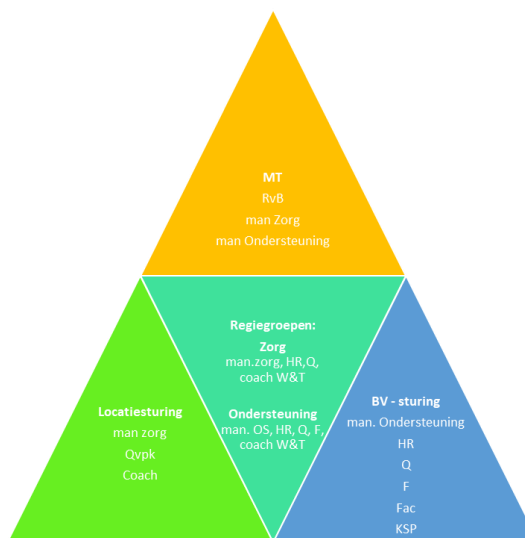 MT
RvB
man Zorg
man Ondersteuning
Regiegroepen:
Zorg
man.zorg, HR,Q,
coach W&T
Ondersteuning
man. OS, HR, Q, F,
coach W&T
Locatiesturing
man zorg
Qvpk
Coach
BV - sturing
man. Ondersteuning
HR
Q
F
Fac
KSP